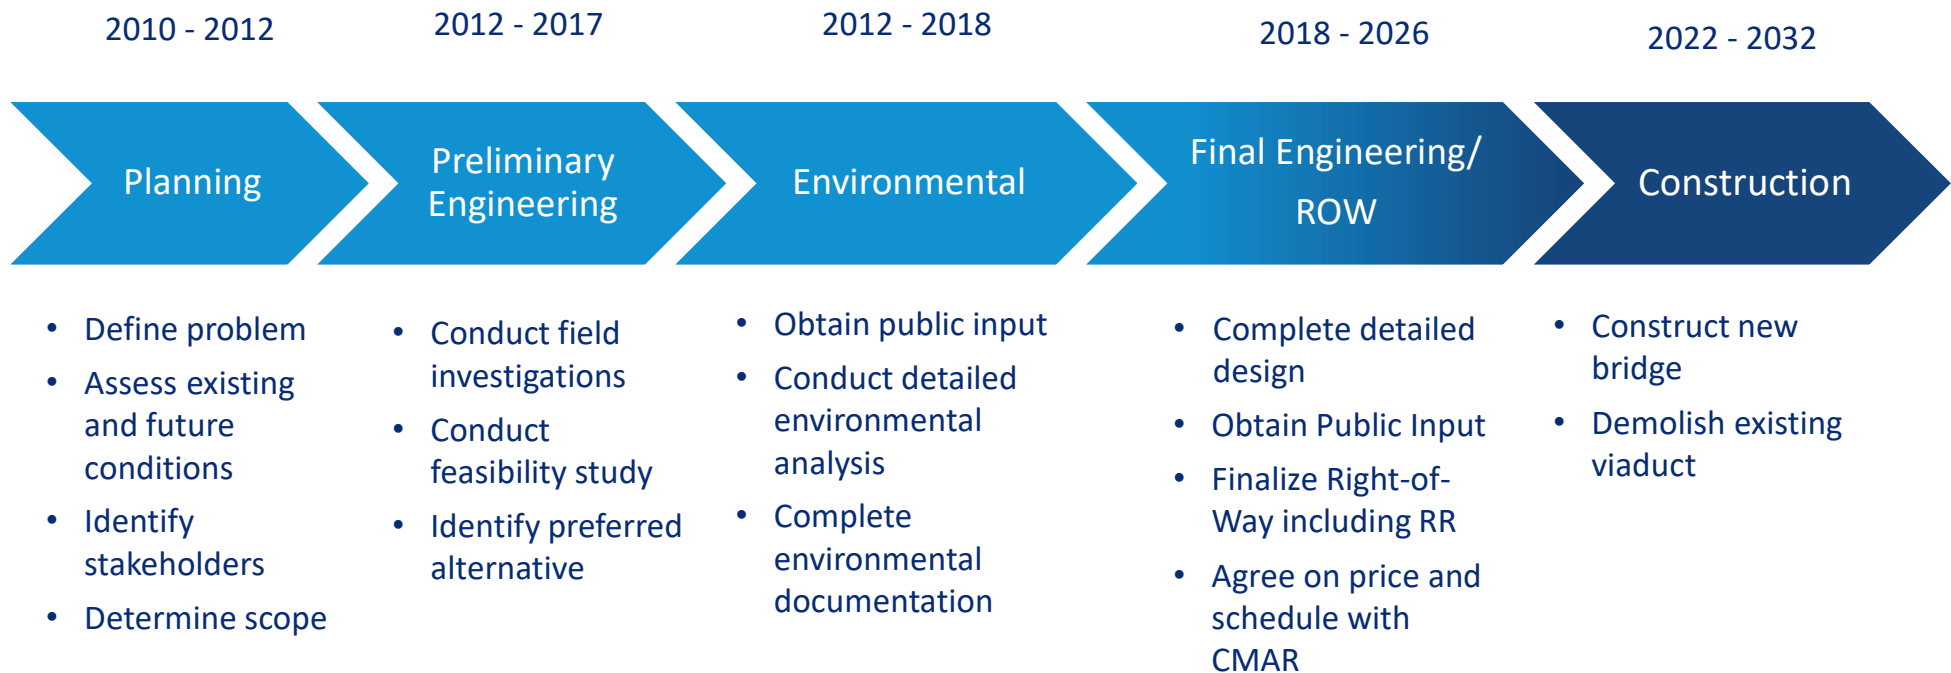 2010 - 2012
2012 - 2017
2012 - 2018
2018 - 2026
2022 - 2032
Planning
Preliminary
Engineering
Environmental
Final Engineering/
ROW
Construction
• Define problem
• Assess existing
and future
conditions
• Identify
stakeholders
• Determine scope
• Conduct field
investigations
• Conduct
feasibility study
• Identify preferred
alternative
• Obtain public input
• Conduct detailed
environmental
analysis
• Complete
environmental
documentation
• Complete detailed
design
• Obtain Public Input
• Finalize Right-of-
Way including RR
• Agree on price and
schedule with
CMAR
• Construct new
bridge
• Demolish existing
viaduct